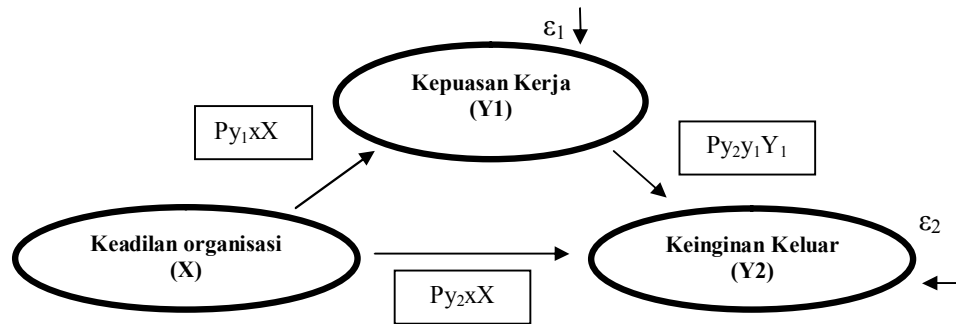 ε₁
Kepuasan Kerja
(Y1)
Py₁xX
Py₂y₁Y₁
Keadilan organisasi
(X)
Keinginan Keluar
(Y2)
ε₂
Py₂xX